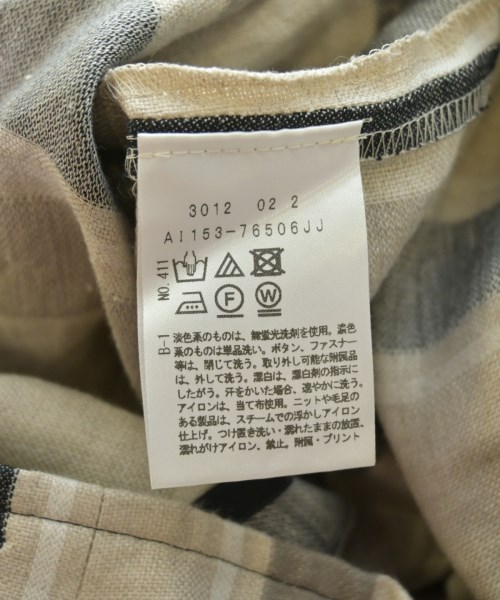 3012 02 2
AI153-76506JJ
NO.411
F W
B-1
淡色系のものは、無蛍光洗剤を使用。濃色
系のものは単品洗い。ボタン、ファスナー
等は、閉じて洗う。取り外し可能な附属品
は、外して洗う。漂白は、漂白剤の指示に
したがう。汗をかいた場合、速やかに洗う。
アイロンは、当て布使用。ニットや毛足の
ある製品は、スチームでの浮かしアイロン
仕上げ。つけ置き洗い・濡れたままの放置、
濡れがけアイロン、禁止。附属・プリント